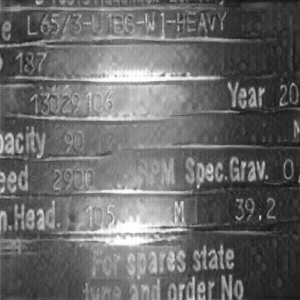 e L65/3-U1BG-W1-HEAVY
187
13029106 Year 20
pacity 90
eed 2900 RPM Spec.Grav. 0,
n.Head. 105 M 39,2
For spares state
type and order No